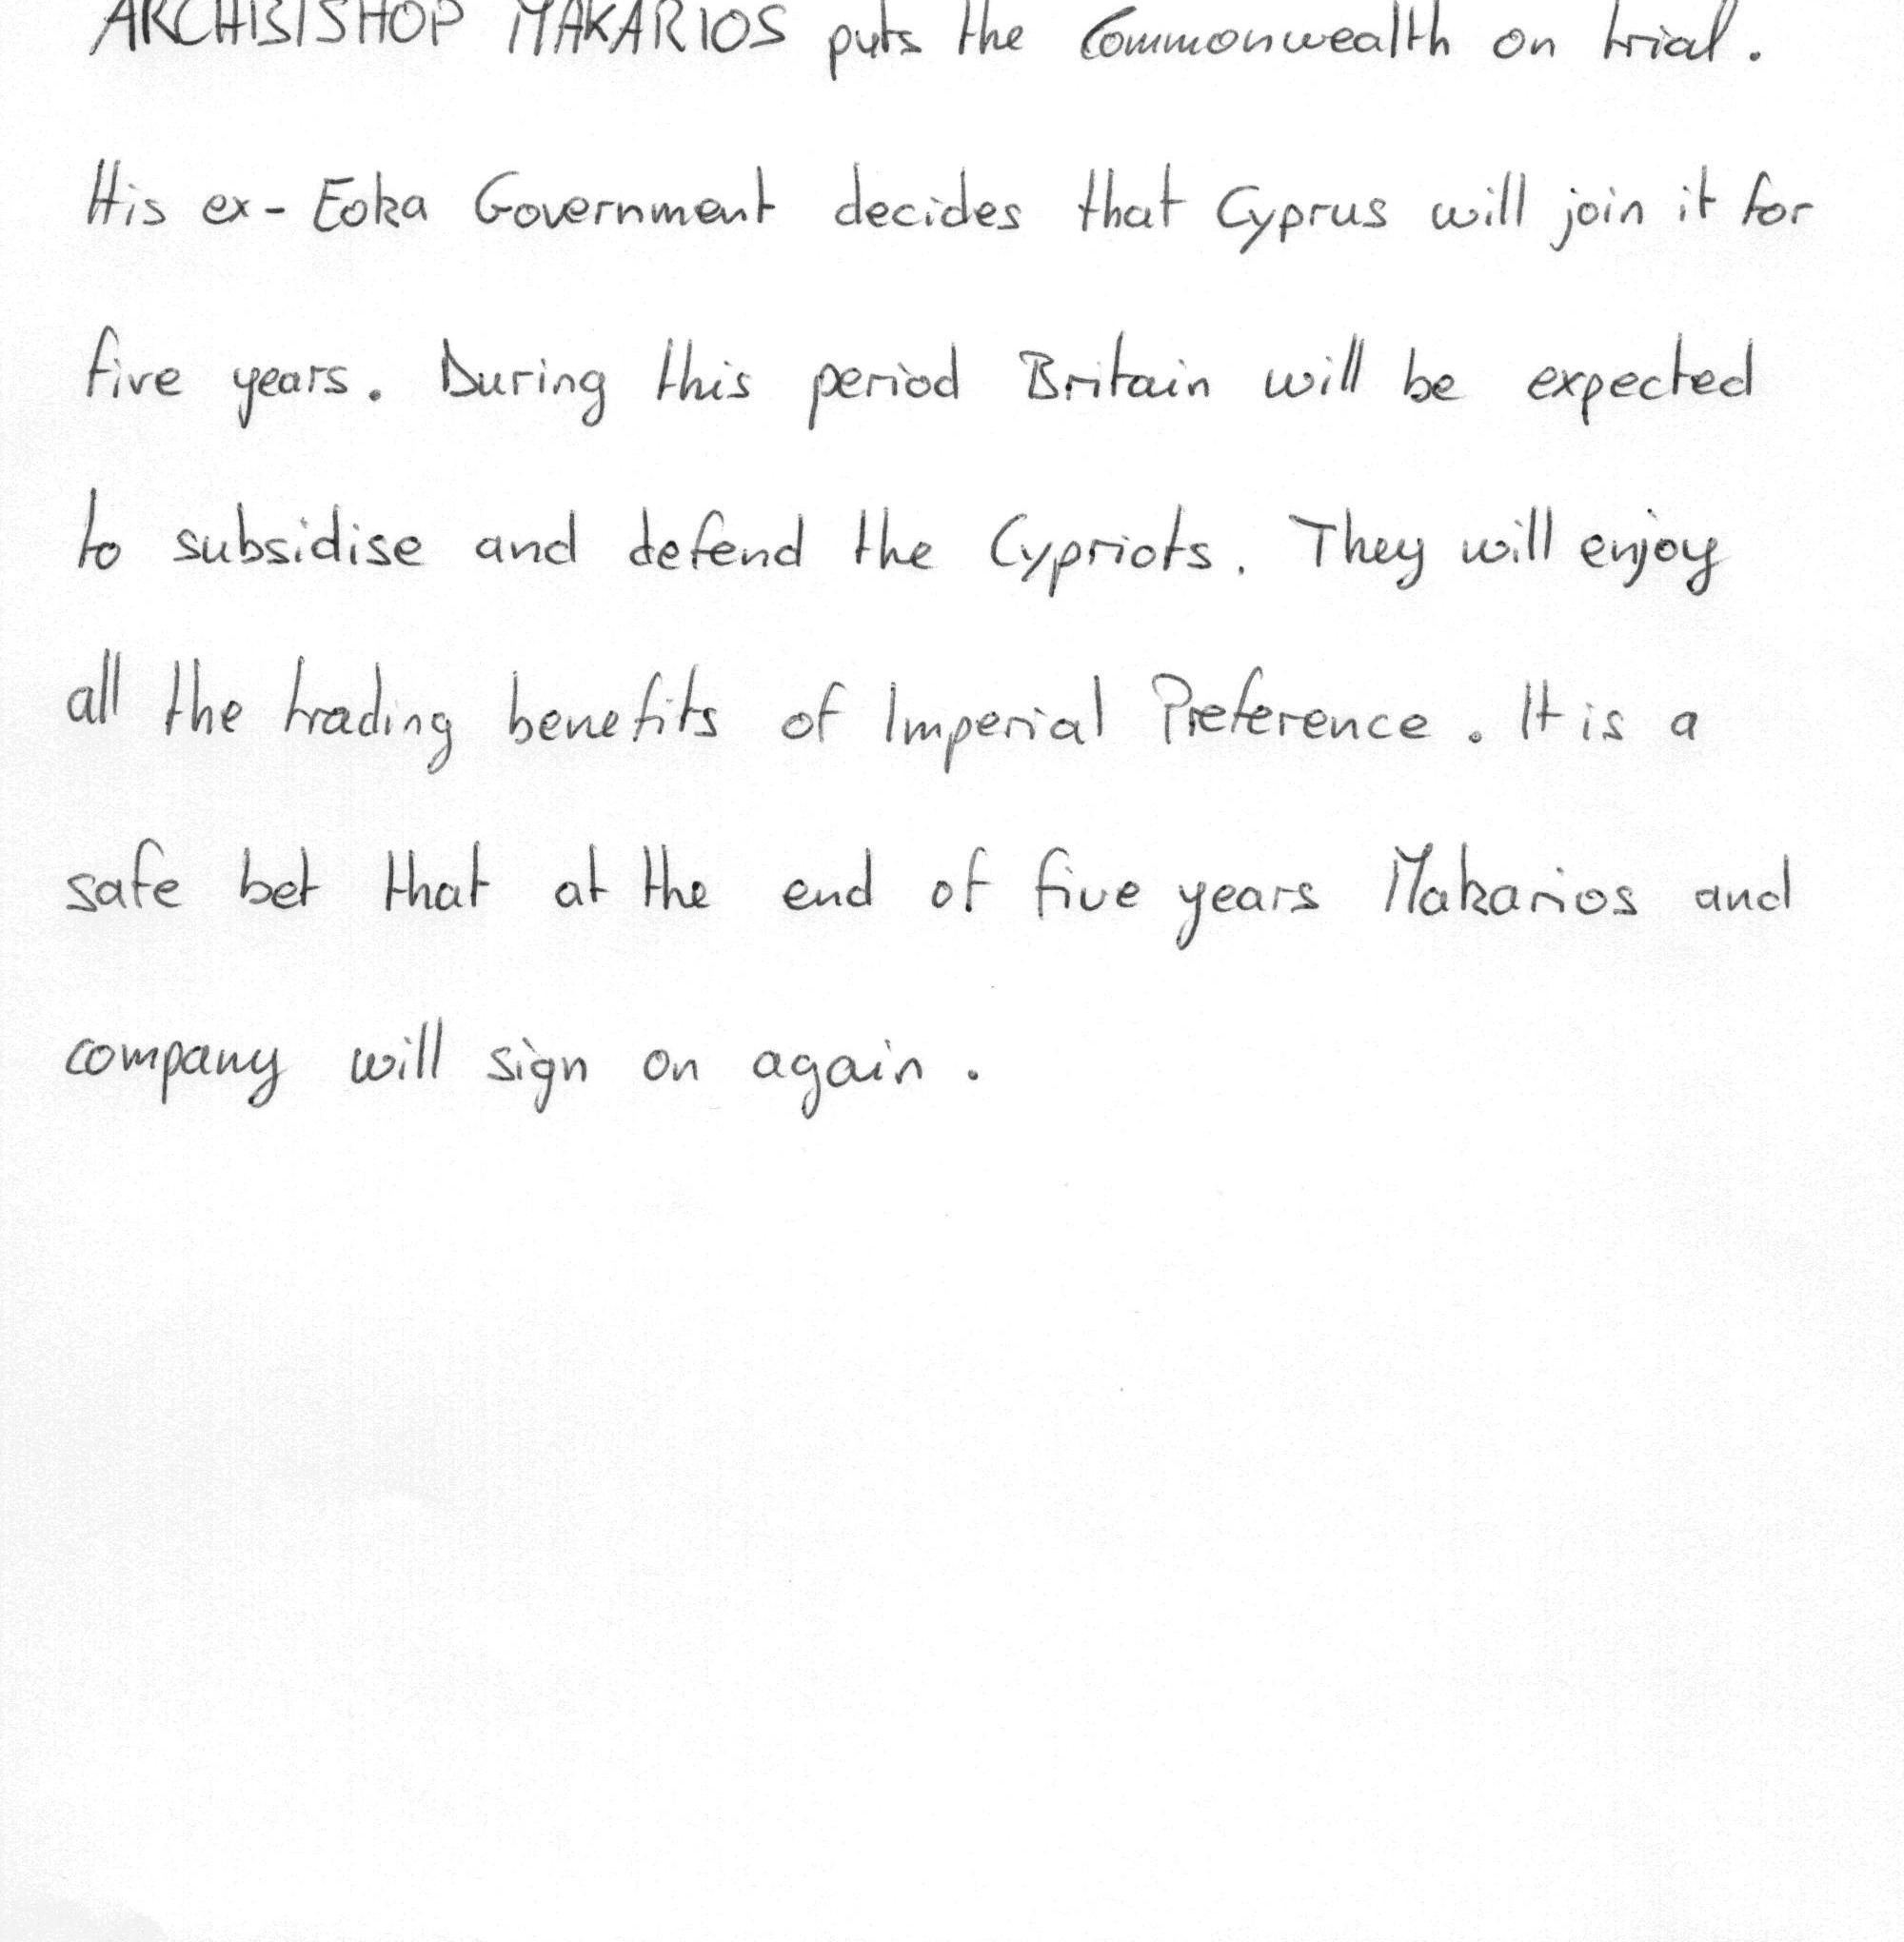 ARCHBISHOP MAKARIOS puts the Commonwealth on trial.
His ex-Eoka Government decides that Cyprus will join it for
five years. During this period Britain will be expected
to subsidise and defend the Cypriots. They will enjoy
all the trading benefits of Imperial Preference. It is a
safe bet that at the end of five years Makarios and
company will sign on again.